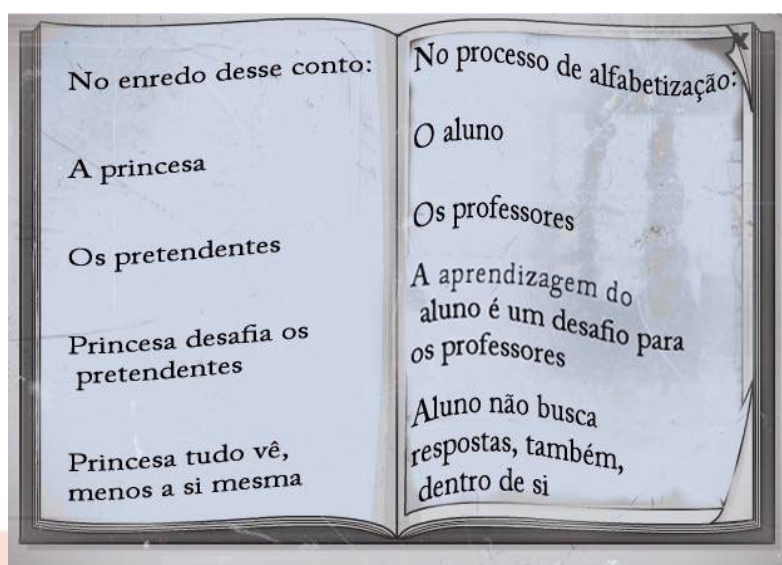 No enredo desse conto:
A princesa
Os pretendentes
Princesa desafia os
pretendentes
Princesa tudo vê,
menos a si mesma
No processo de alfabetização:
O aluno
Os professores
A aprendizagem do
aluno é um desafio para
os professores
Aluno não busca
respostas, também,
dentro de si